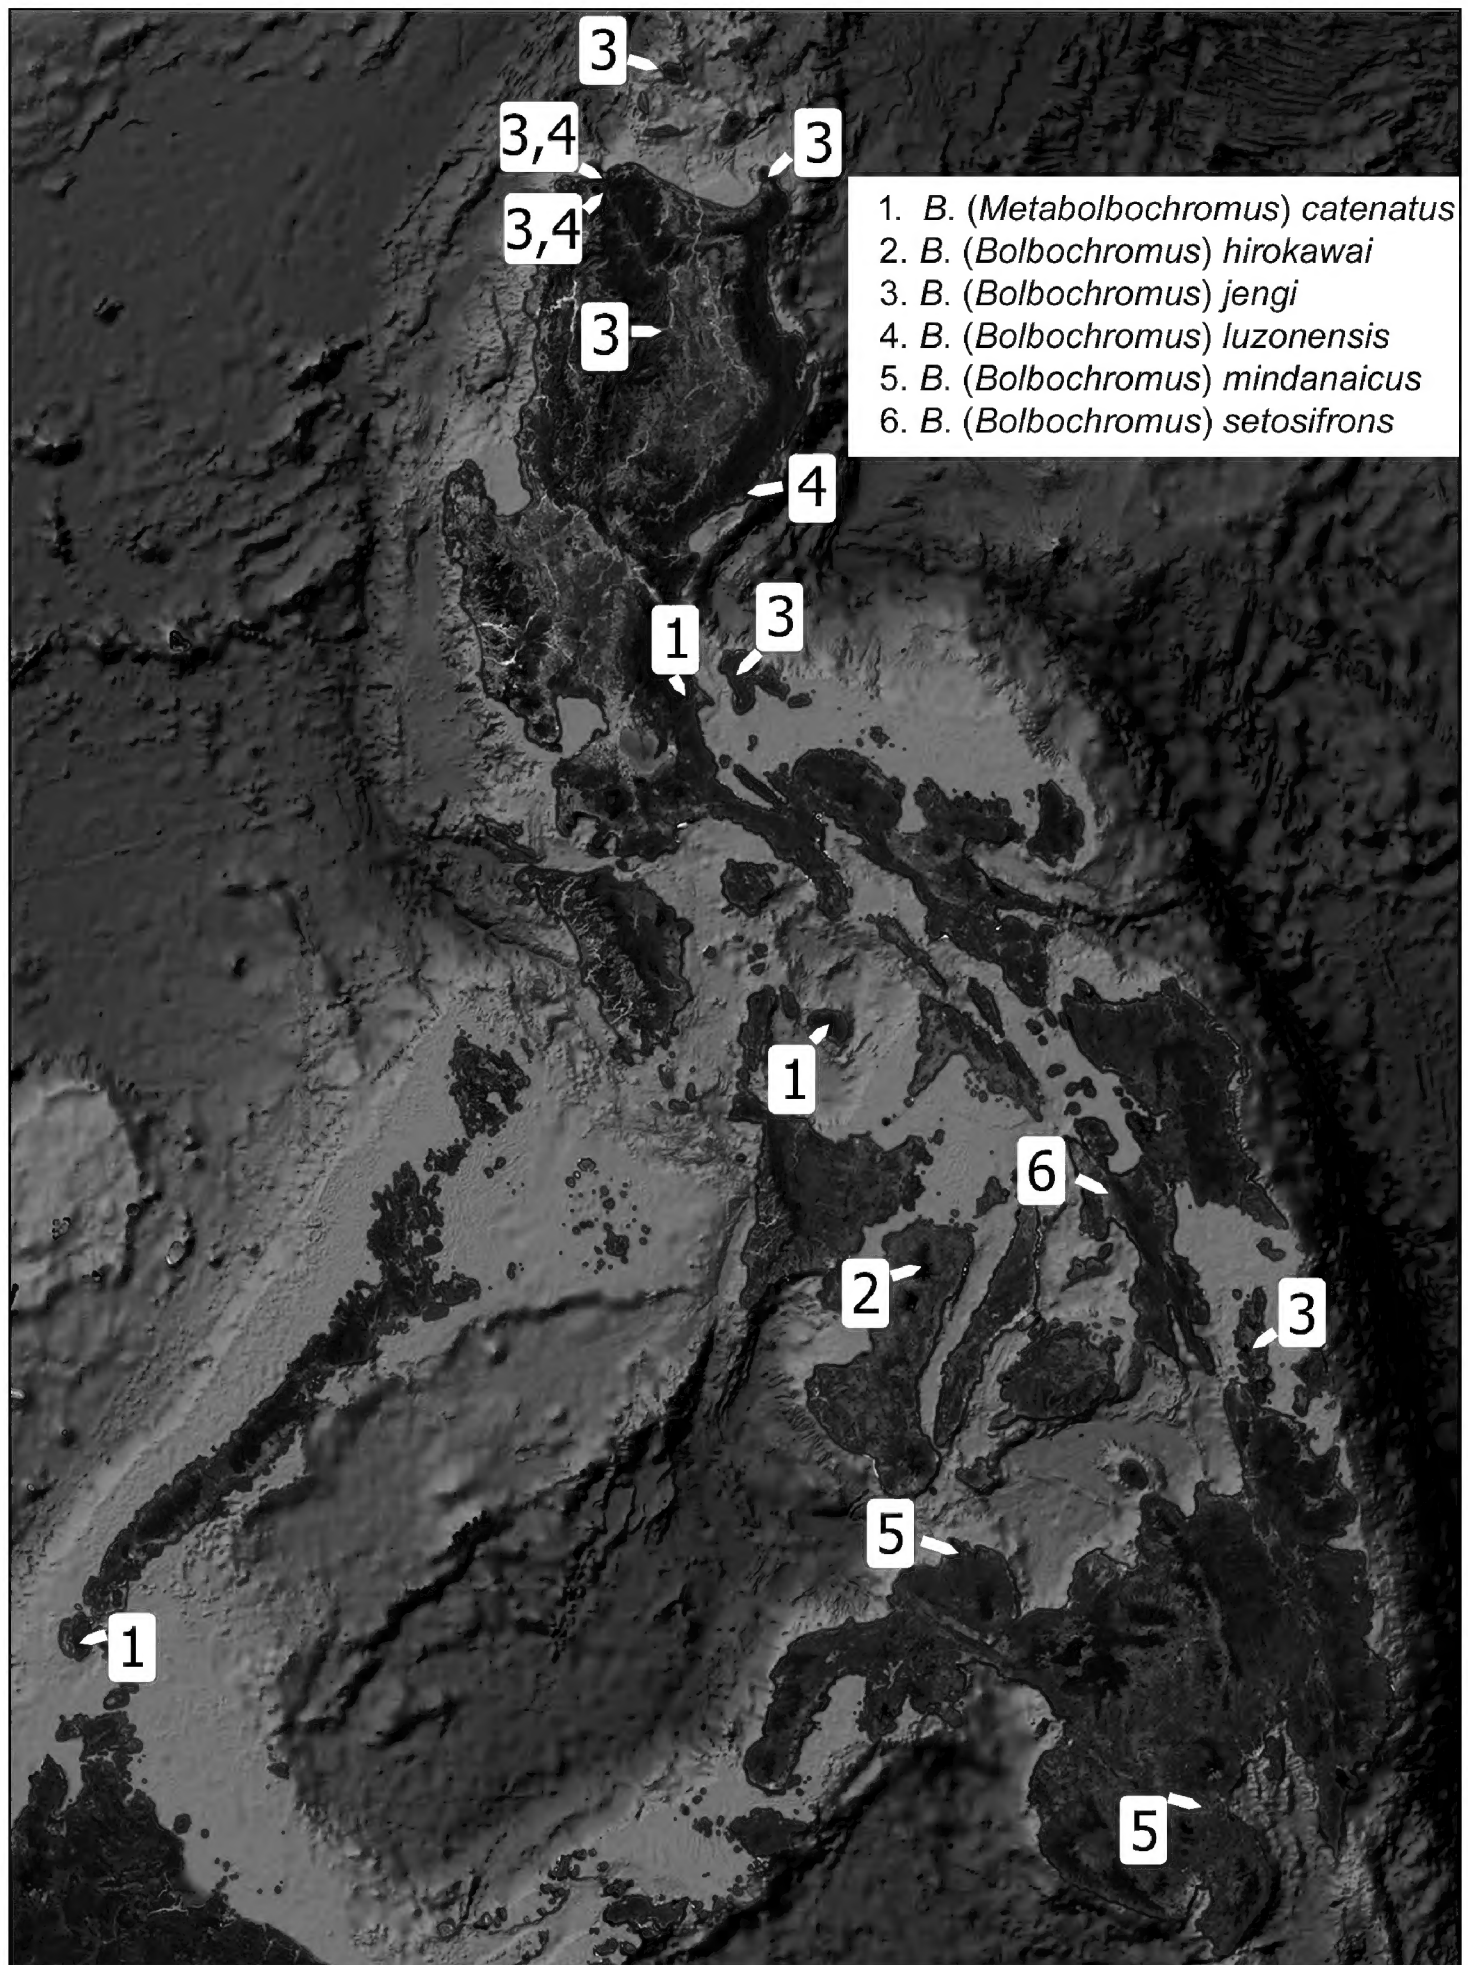 3
3,4
3
3,4
1. B. (Metabolbochromus) catenatus
2. B. (Bolbochromus) hirokawai
3. B. (Bolbochromus) jengi
4. B. (Bolbochromus) luzonensis
5. B. (Bolbochromus) mindanaicus
6. B. (Bolbochromus) setosifrons
3
4
3
1
1
6
2
3
5
1
5